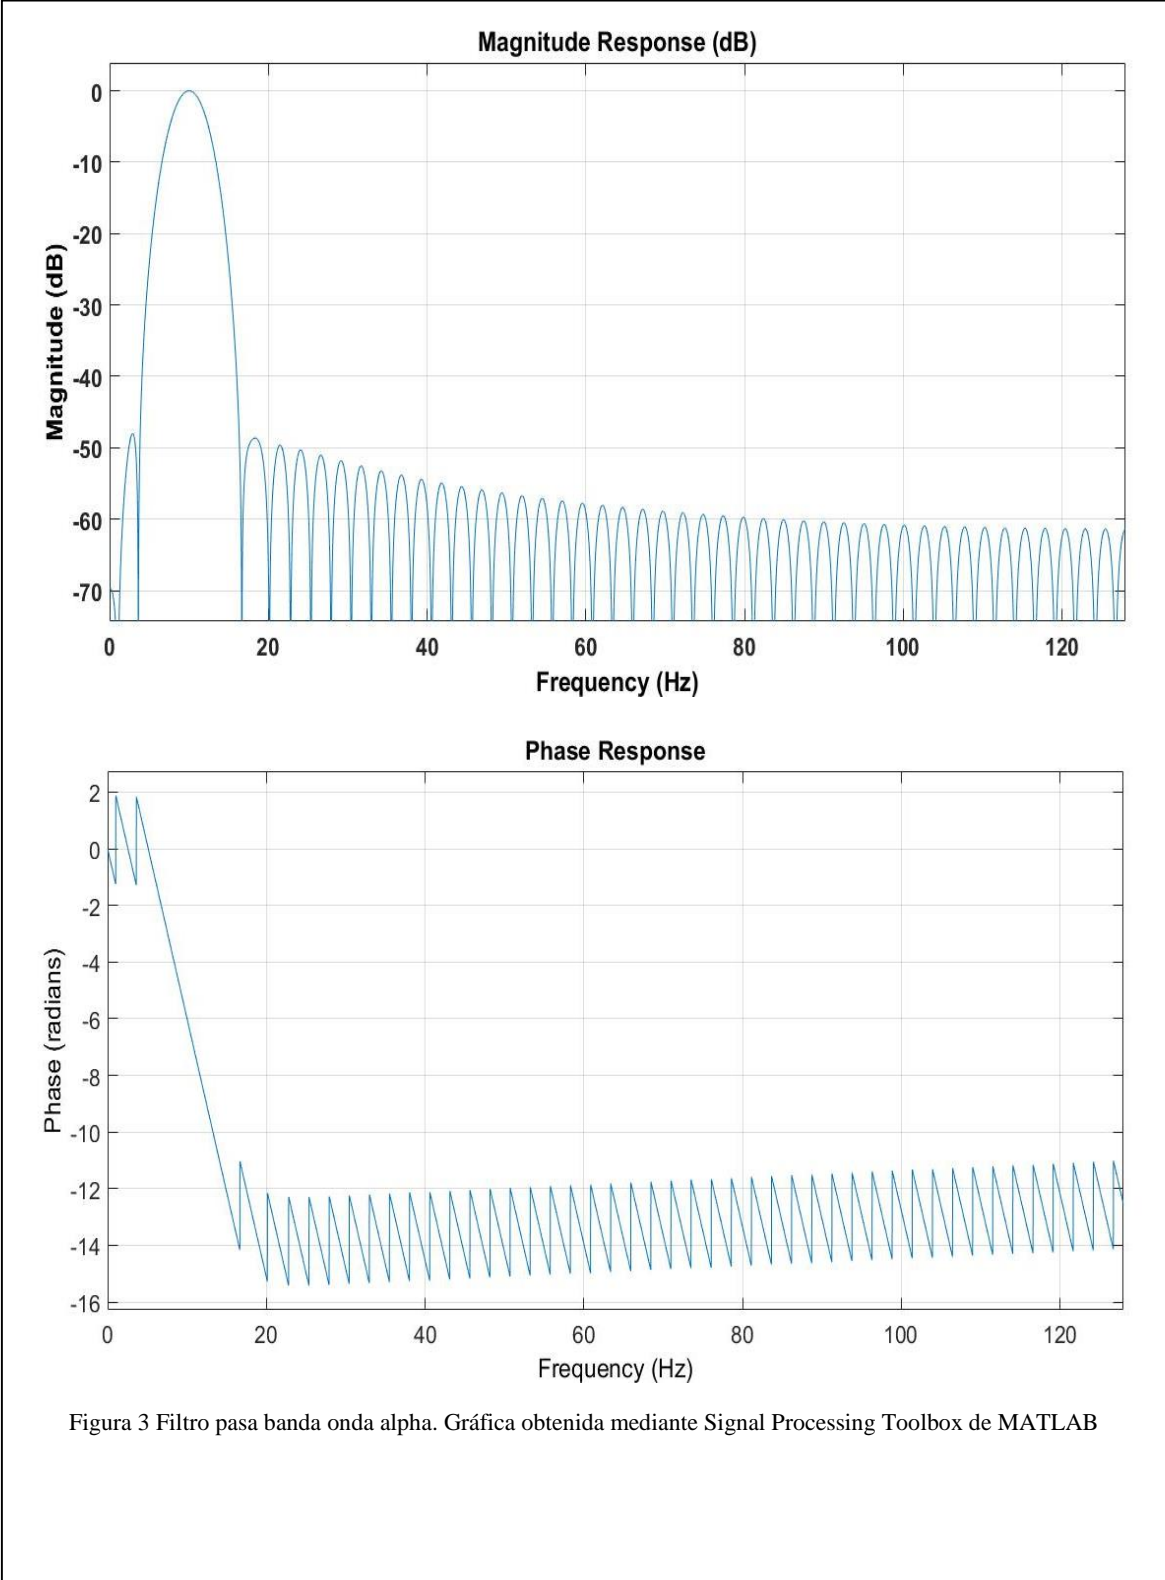 Magnitude Response (dB)
0
-10
-20
-30
-40
-50
-60
-70
Magnitude (dB)
0 20 40 60 80 100 120
Frequency (Hz)
Phase Response
2
0
-2
-4
-6
-8
-10
-12
-14
-16
Phase (radians)
0 20 40 60 80 100 120
Frequency (Hz)
Figura 3 Filtro pasa banda onda alpha. Gráfica obtenida mediante Signal Processing Toolbox de MATLAB